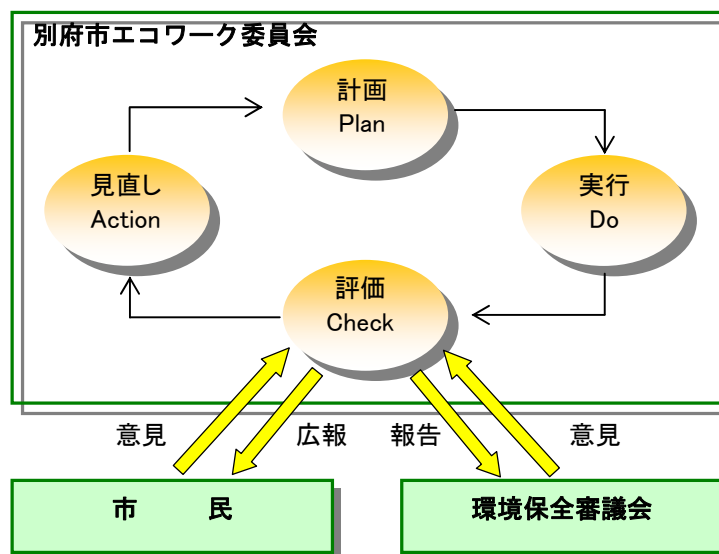 別府市エコワーク委員会
計画
Plan
見直し
Action
実行
Do
評価
Check
意見
広報
報告
意見
市 民
環境保全審議会